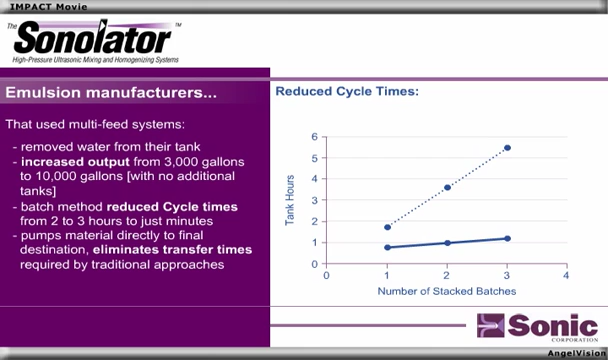 IMPACT Movie
The Sonolator™
High-Pressure Ultrasonic Mixing and Homogenizing Systems
Emulsion manufacturers...
That used multi-feed systems:
- removed water from their tank
- increased output from 3,000 gallons
to 10,000 gallons [with no additional
tanks]
- batch method reduced Cycle times
from 2 to 3 hours to just minutes
- pumps material directly to final
destination, eliminates transfer times
required by traditional approaches
Reduced Cycle Times:
6
5
4
3
2
1
0
Tank Hours
0 1 2 3 4
Number of Stacked Batches
Sonic
CORPORATION
AngelVision